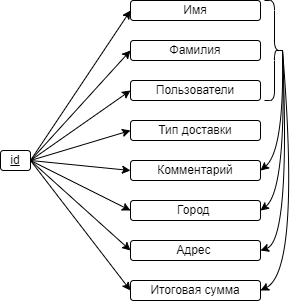 Имя
Фамилия
Пользователи
Тип доставки
id
Комментарий
Город
Адрес
Итоговая сумма